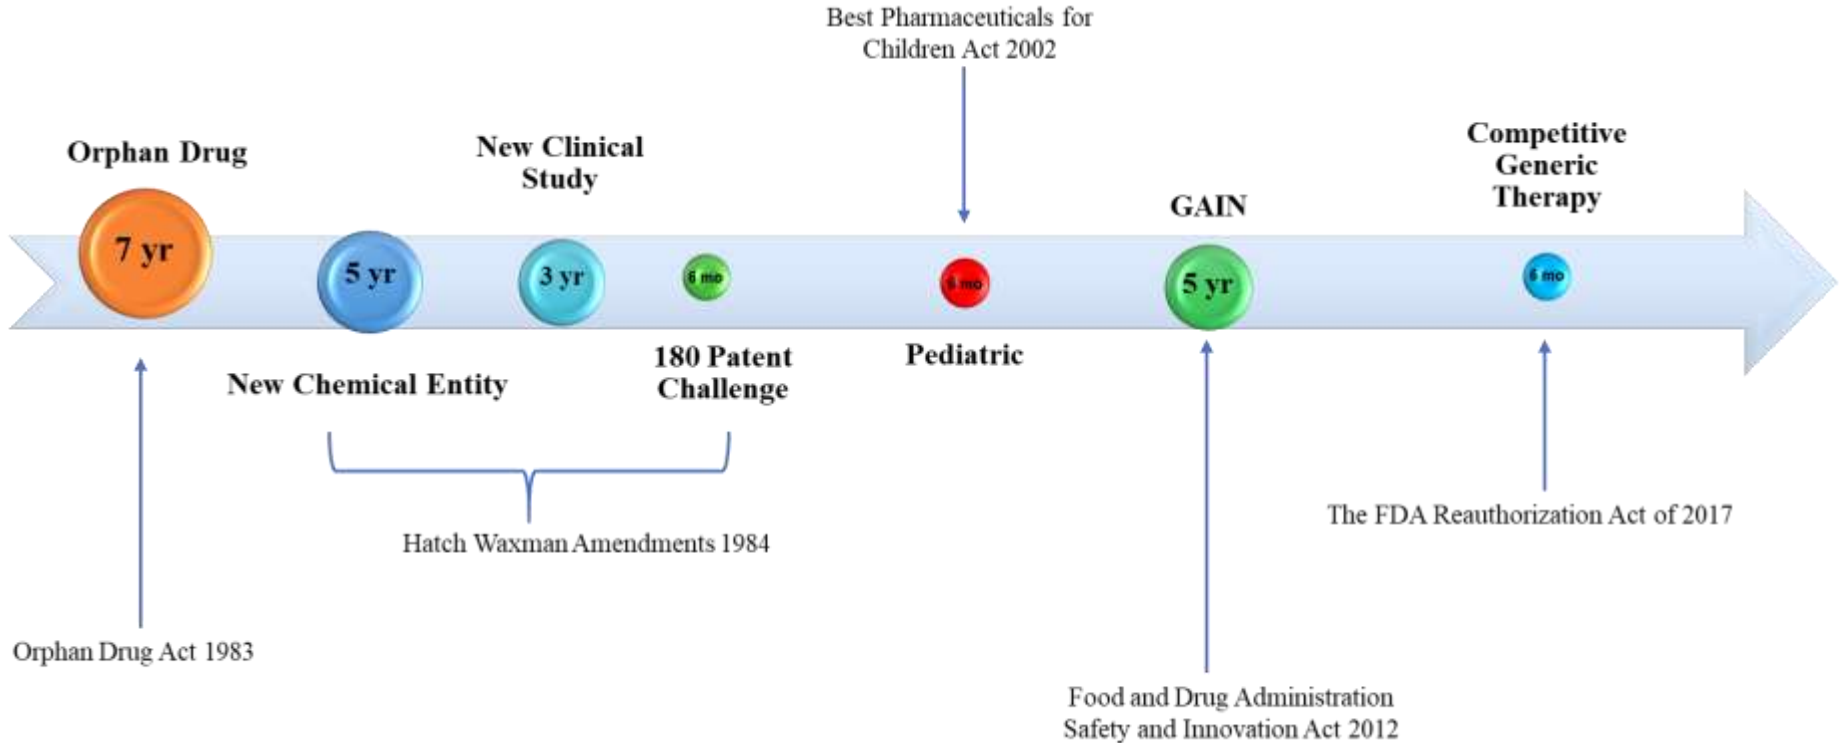 Best Pharmaceuticals for
Children Act 2002
Orphan Drug
7 yr
5 yr
New Clinical
Study
3 yr
6 mo
6 mo
GAIN
5 yr
Competitive
Generic
Therapy
6 mo
New Chemical Entity
180 Patent
Challenge
Pediatric
Hatch Waxman Amendments 1984
The FDA Reauthorization Act of 2017
Orphan Drug Act 1983
Food and Drug Administration
Safety and Innovation Act 2012